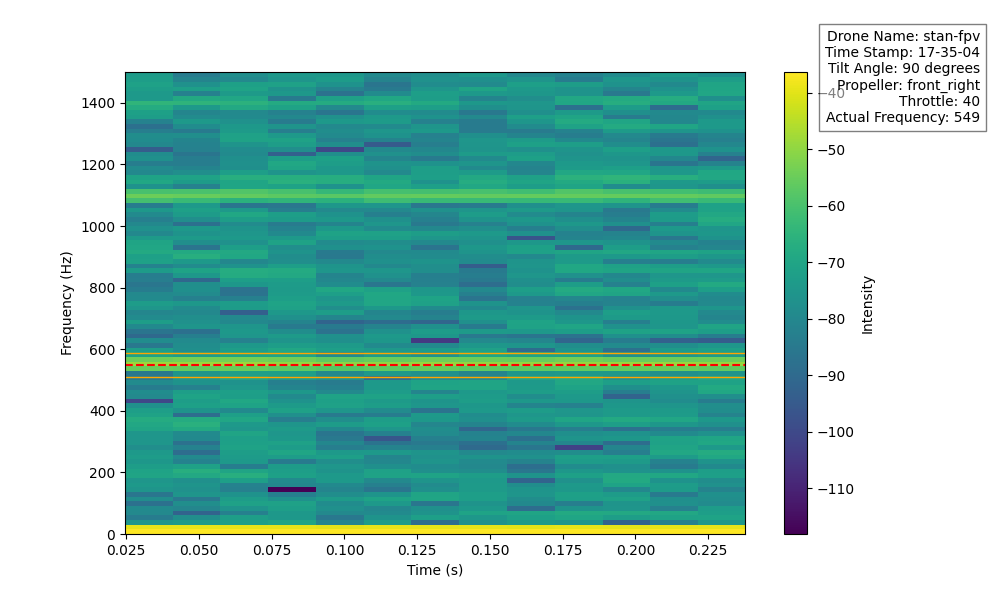 Drone Name: stan-fpv
Time Stamp: 17-35-04
Tilt Angle: 90 degrees
Propeller: front_right
Throttle: 40
Actual Frequency: 549
1400
1200
1000
800
600
400
200
0
Frequency (Hz)
0.025 0.050 0.075 0.100 0.125 0.150 0.175 0.200 0.225
Time (s)
−40
−50
−60
−70
−80
−90
−100
−110
Intensity